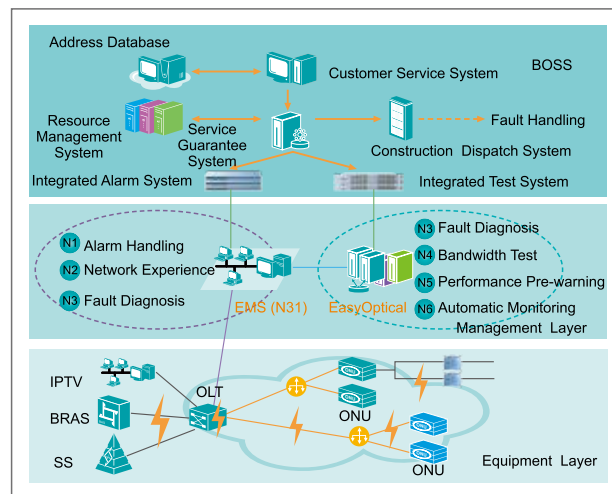 Address Database
Customer Service System
BOSS
Resource
Management
System
Service
Guarantee
System
Fault Handling
Construction Dispatch System
Integrated Alarm System
Integrated Test System
N1 Alarm Handling
N2 Network Experience
N3 Fault Diagnosis
EMS (N31)
EasyOptical
N3 Fault Diagnosis
N4 Bandwidth Test
N5 Performance Pre-warning
N6 Automatic Monitoring
Management Layer
IPTV
OLT
BRAS
ONU
SS
ONU
Equipment Layer